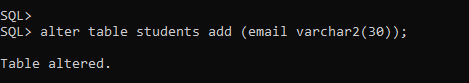 SQL>
SQL> alter table students add (email varchar2(30));
Table altered.